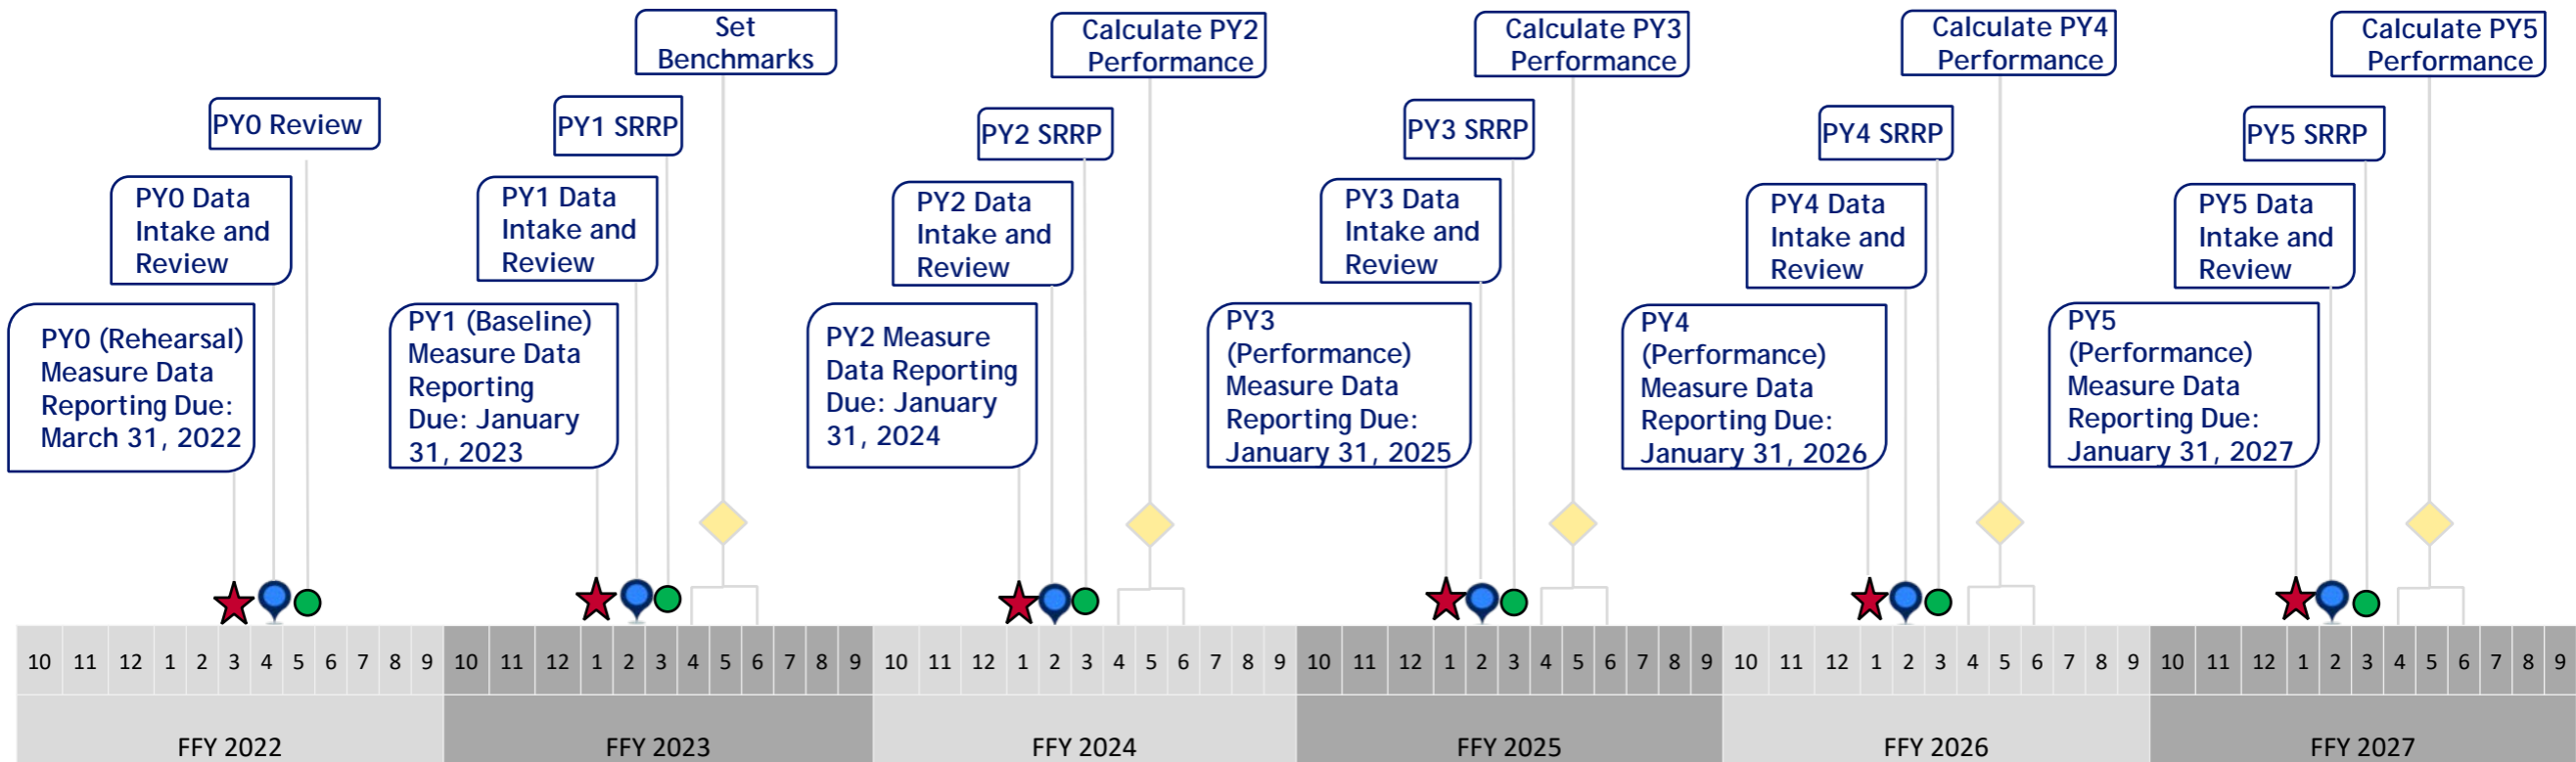 Set
Benchmarks
Calculate PY2
Performance
Calculate PY3
Performance
Calculate PY4
Performance
Calculate PY5
Performance
PY0 Review
PY1 SRRP
PY2 SRRP
PY3 SRRP
PY4 SRRP
PY5 SRRP
PY0 Data
Intake and
Review
PY1 Data
Intake and
Review
PY2 Data
Intake and
Review
PY3 Data
Intake and
Review
PY4 Data
Intake and
Review
PY5 Data
Intake and
Review
PY0 (Rehearsal)
Measure Data
Reporting Due:
March 31, 2022
PY1 (Baseline)
Measure Data
Reporting
Due: January
31, 2023
PY2 Measure
Data Reporting
Due: January
31, 2024
PY3
(Performance)
Measure Data
Reporting Due:
January 31, 2025
PY4
(Performance)
Measure Data
Reporting Due:
January 31, 2026
PY5
(Performance)
Measure Data
Reporting Due:
January 31, 2027
10 11 12 1 2 3 4 5 6 7 8 9 10 11 12 1 2 3 4 5 6 7 8 9 10 11 12 1 2 3 4 5 6 7 8 9 10 11 12 1 2 3 4 5 6 7 8 9 10 11 12 1 2 3 4 5 6 7 8 9 10 11 12 1 2 3 4 5 6 7 8 9
FFY 2022 FFY 2023 FFY 2024 FFY 2025 FFY 2026 FFY 2027